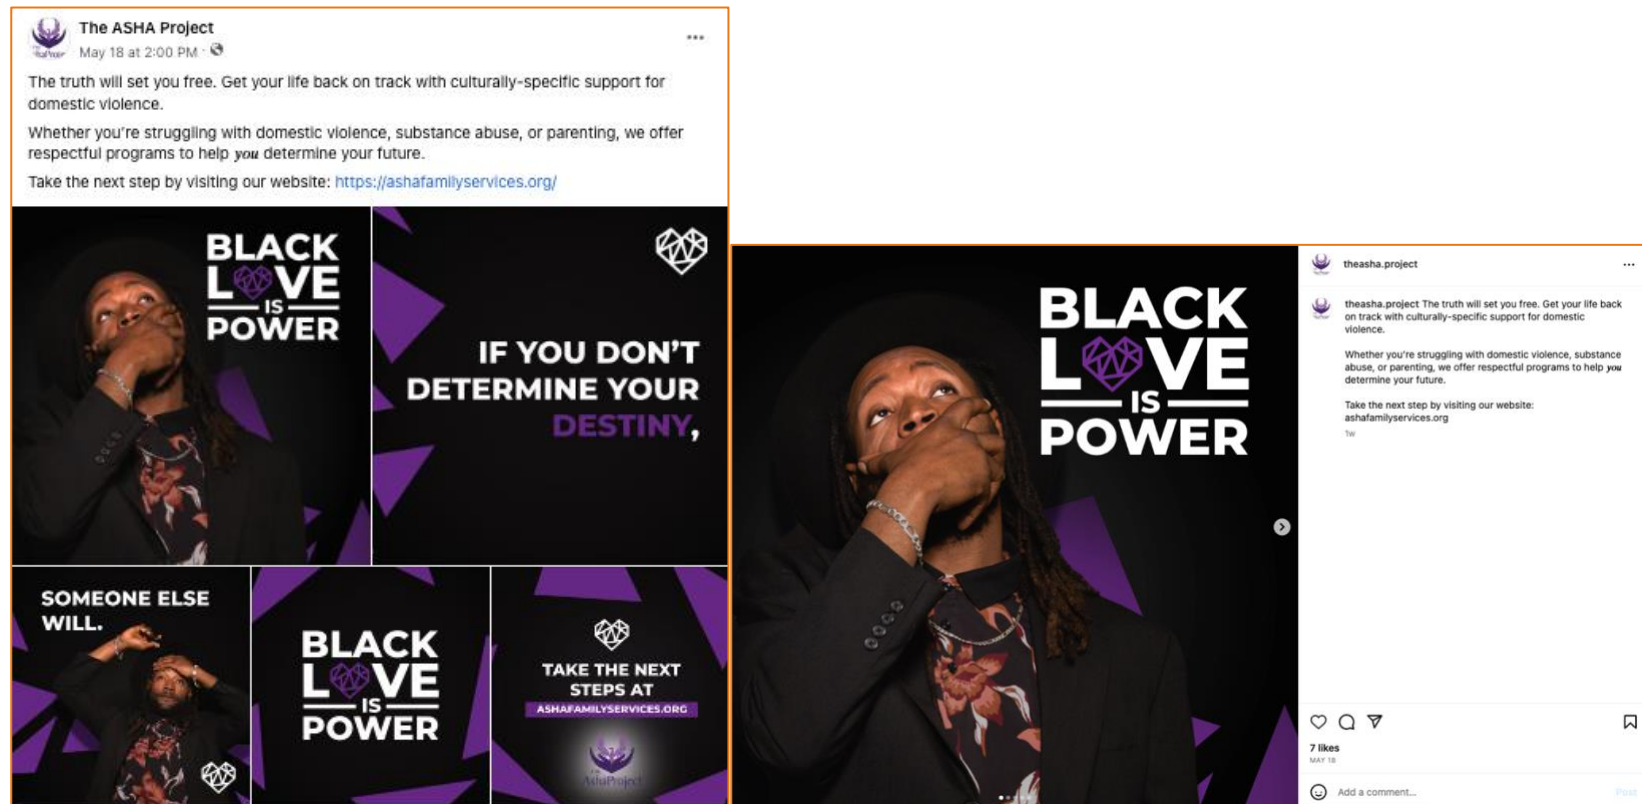 The ASHA Project
May 18 at 2:00 PM ·
The truth will set you free. Get your life back on track with culturally-specific support for
domestic violence.
Whether you're struggling with domestic violence, substance abuse, or parenting, we offer
respectful programs to help you determine your future.
Take the next step by visiting our website: https://ashafamilyservices.org/
BLACK
LOVE
IS
POWER
IF YOU DON'T
DETERMINE YOUR
DESTINY,
SOMEONE ELSE
WILL.
BLACK
LOVE
IS
POWER
TAKE THE NEXT
STEPS AT
ASHAFAMILYSERVICES.ORG
AshaProject
BLACK
LOVE
IS
POWER
theasha.project
theasha.project The truth will set you free. Get your life back
on track with culturally-specific support for domestic
violence.
Whether you're struggling with domestic violence, substance
abuse, or parenting, we offer respectful programs to help you
determine your future.
Take the next step by visiting our website:
ashafamilyservices.org
1w
7 likes
MAY 18
Add a comment...
Post